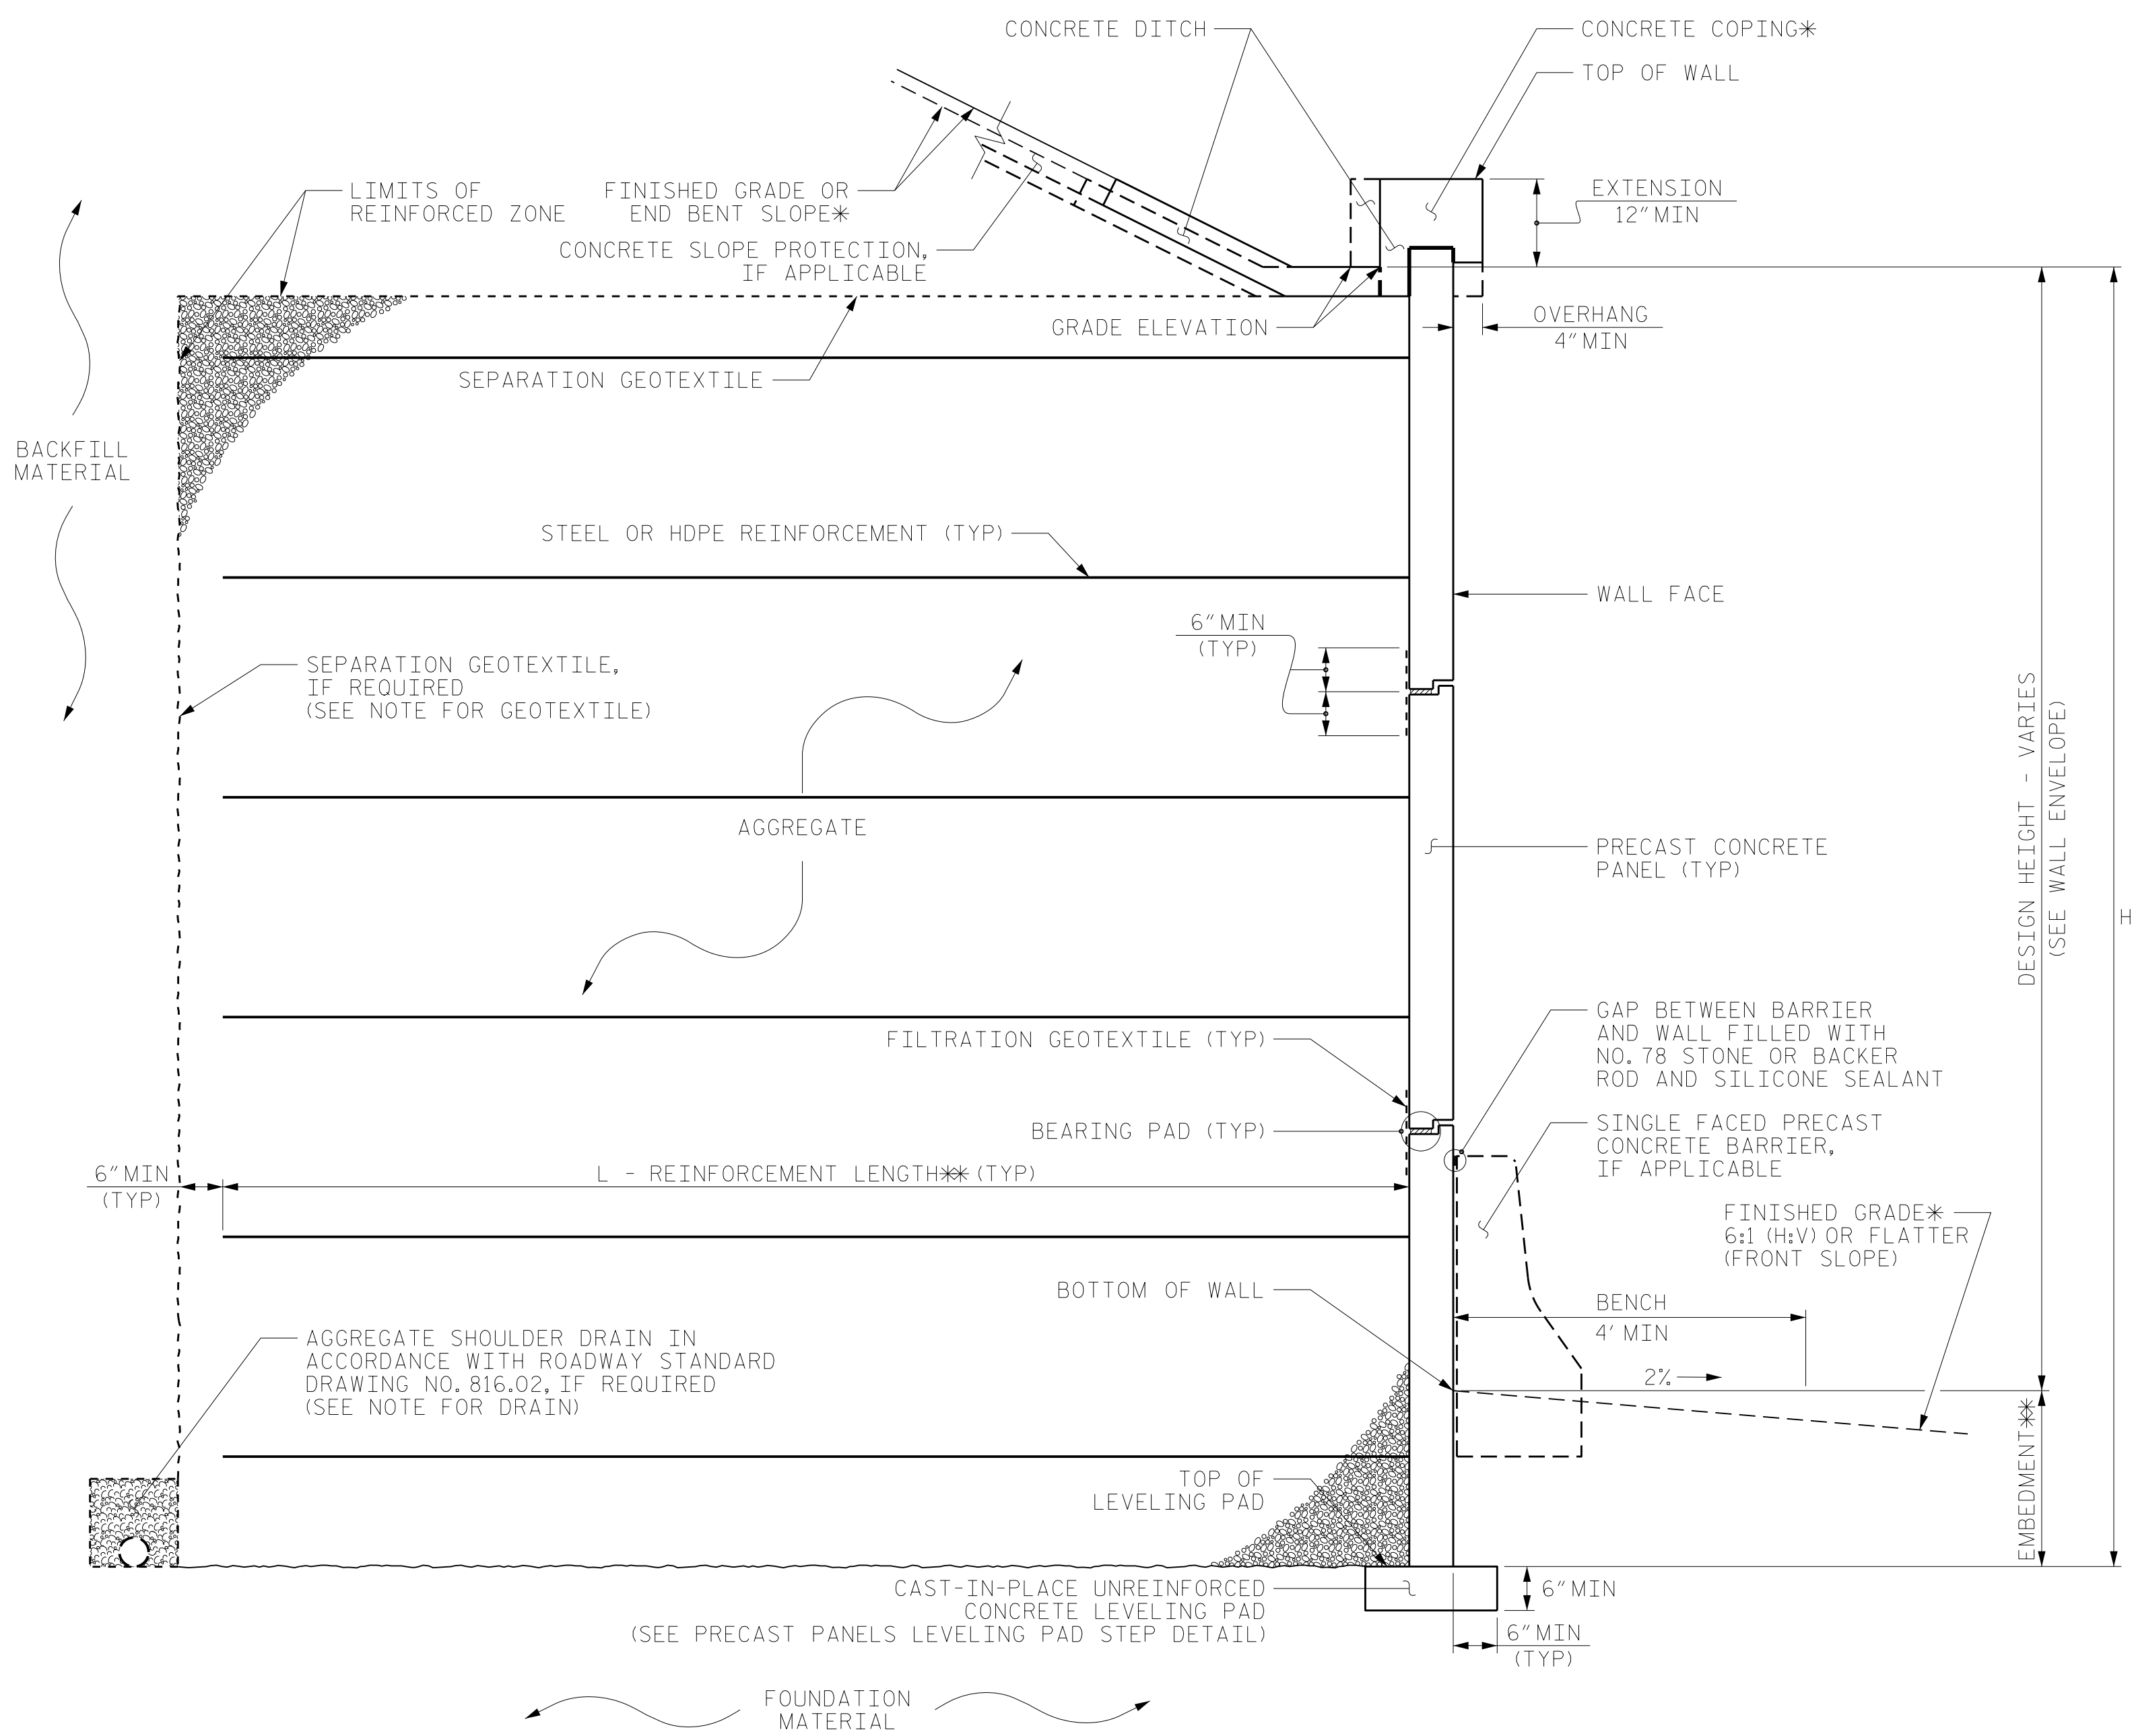 CONCRETE DITCH
CONCRETE COPING*
TOP OF WALL
LIMITS OF
REINFORCED ZONE
FINISHED GRADE OR
END BENT SLOPE*
EXTENSION
12" MIN
CONCRETE SLOPE PROTECTION,
IF APPLICABLE
GRADE ELEVATION
OVERHANG
4" MIN
SEPARATION GEOTEXTILE
BACKFILL
MATERIAL
STEEL OR HDPE REINFORCEMENT (TYP)
WALL FACE
6" MIN
(TYP)
SEPARATION GEOTEXTILE,
IF REQUIRED
(SEE NOTE FOR GEOTEXTILE)
DESIGN HEIGHT - VARIES
(SEE WALL ENVELOPE)
H
AGGREGATE
PRECAST CONCRETE
PANEL (TYP)
FILTRATION GEOTEXTILE (TYP)
GAP BETWEEN BARRIER
AND WALL FILLED WITH
NO. 78 STONE OR BACKER
ROD AND SILICONE SEALANT
BEARING PAD (TYP)
SINGLE FACED PRECAST
CONCRETE BARRIER,
IF APPLICABLE
6" MIN
(TYP)
L - REINFORCEMENT LENGTH** (TYP)
FINISHED GRADE*
6:1 (H:V) OR FLATTER
(FRONT SLOPE)
BOTTOM OF WALL
BENCH
4' MIN
2%
AGGREGATE SHOULDER DRAIN IN
ACCORDANCE WITH ROADWAY STANDARD
DRAWING NO. 816.02, IF REQUIRED
(SEE NOTE FOR DRAIN)
EMBEDMENT**
TOP OF
LEVELING PAD
CAST-IN-PLACE UNREINFORCED
CONCRETE LEVELING PAD
(SEE PRECAST PANELS LEVELING PAD STEP DETAIL)
6" MIN
6" MIN
(TYP)
FOUNDATION
MATERIAL